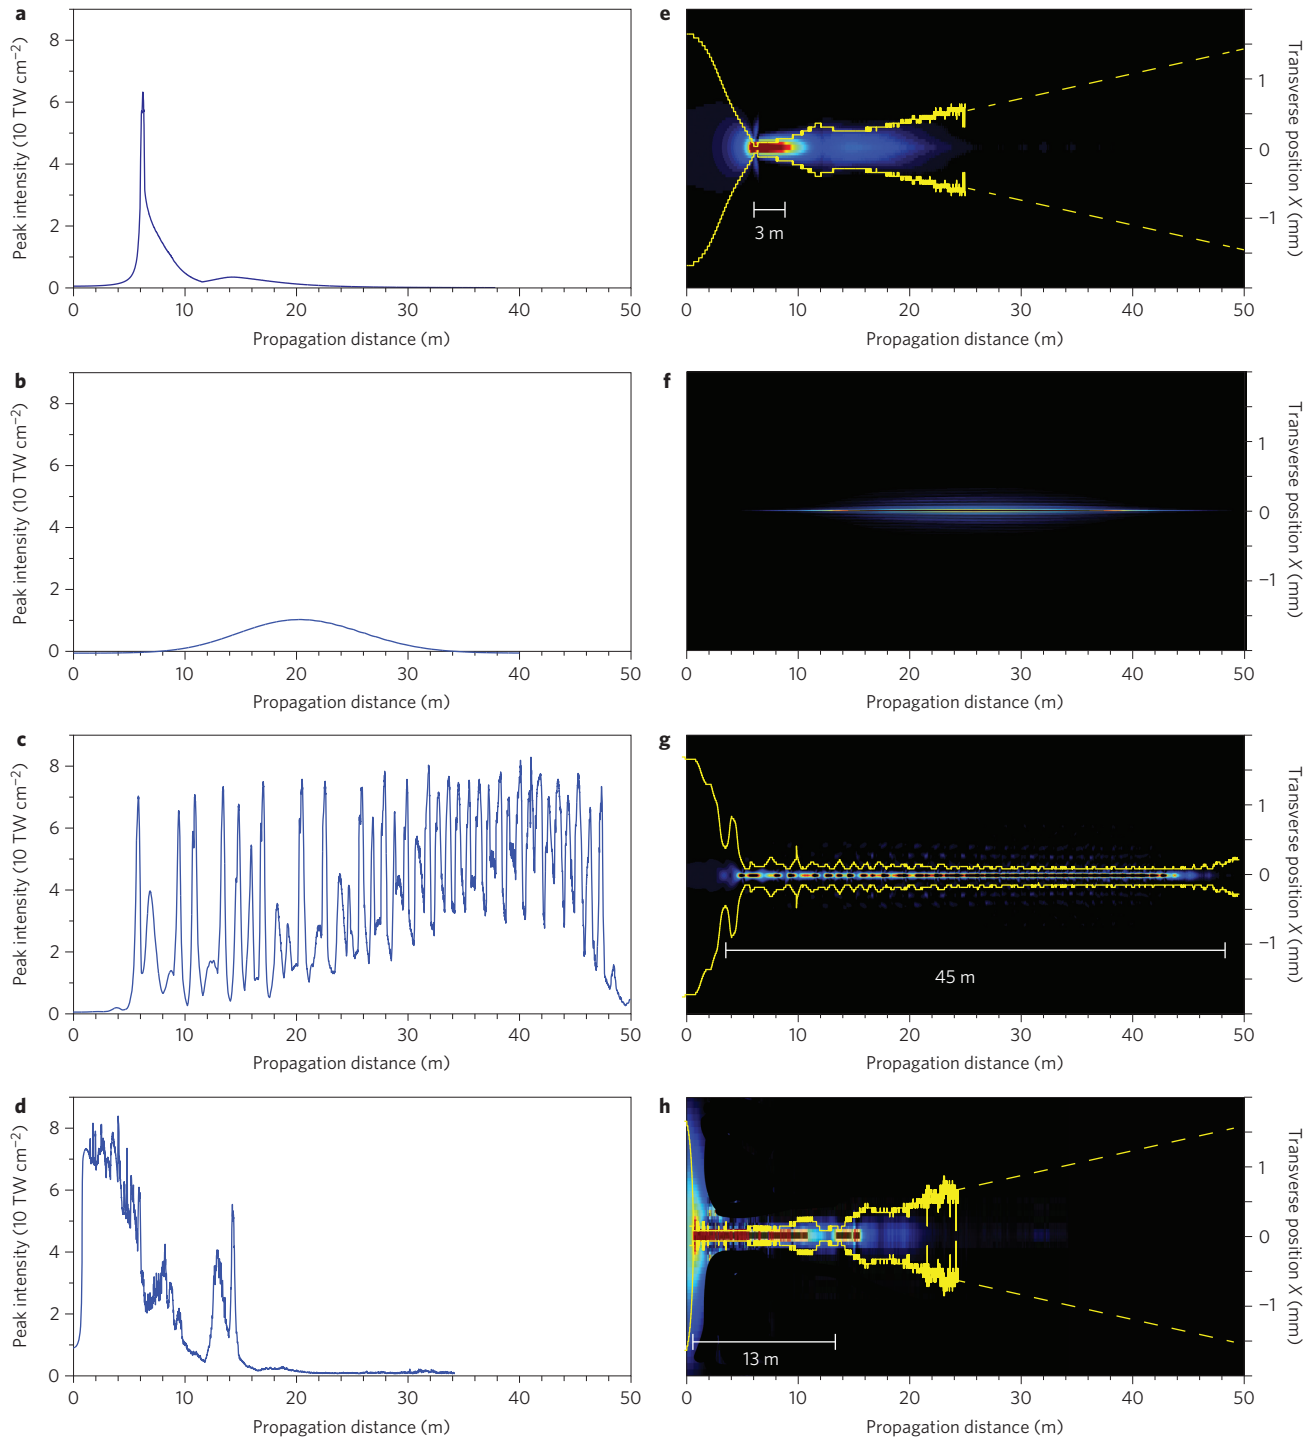 a
8
6
4
2
0
Peak intensity (10 TW cm⁻²)
0 10 20 30 40 50
Propagation distance (m)
e
3 m
1
0
−1
Transverse position X (mm)
0 10 20 30 40 50
Propagation distance (m)
b
8
6
4
2
0
Peak intensity (10 TW cm⁻²)
0 10 20 30 40 50
Propagation distance (m)
f
1
0
−1
Transverse position X (mm)
0 10 20 30 40 50
Propagation distance (m)
c
8
6
4
2
0
Peak intensity (10 TW cm⁻²)
0 10 20 30 40 50
Propagation distance (m)
g
45 m
1
0
−1
Transverse position X (mm)
0 10 20 30 40 50
Propagation distance (m)
d
8
6
4
2
0
Peak intensity (10 TW cm⁻²)
0 10 20 30 40 50
Propagation distance (m)
h
13 m
1
0
−1
Transverse position X (mm)
0 10 20 30 40 50
Propagation distance (m)